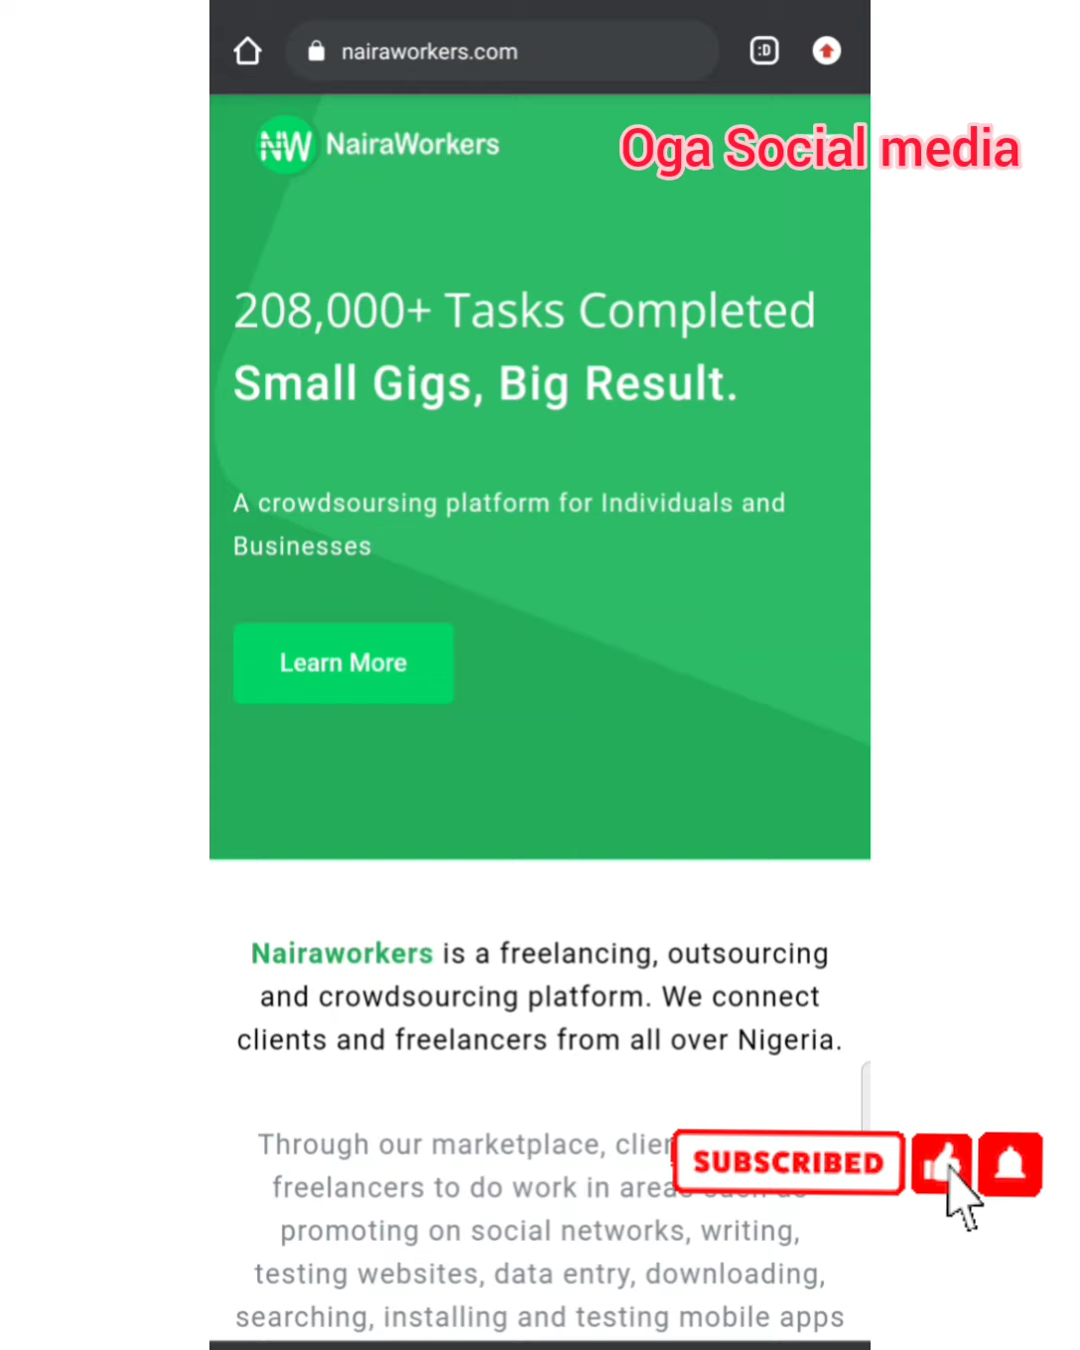 nairaworkers.com
:D
NW NairaWorkers
Oga Social media
208,000+ Tasks Completed
Small Gigs, Big Result.
A crowdsoursing platform for Individuals and
Businesses
Learn More
Nairaworkers is a freelancing, outsourcing
and crowdsourcing platform. We connect
clients and freelancers from all over Nigeria.
Through our marketplace,
SUBSCRIBED
freelancers to do work in
promoting on social networks, writing,
testing websites, data entry, downloading,
searching, installing and testing mobile apps